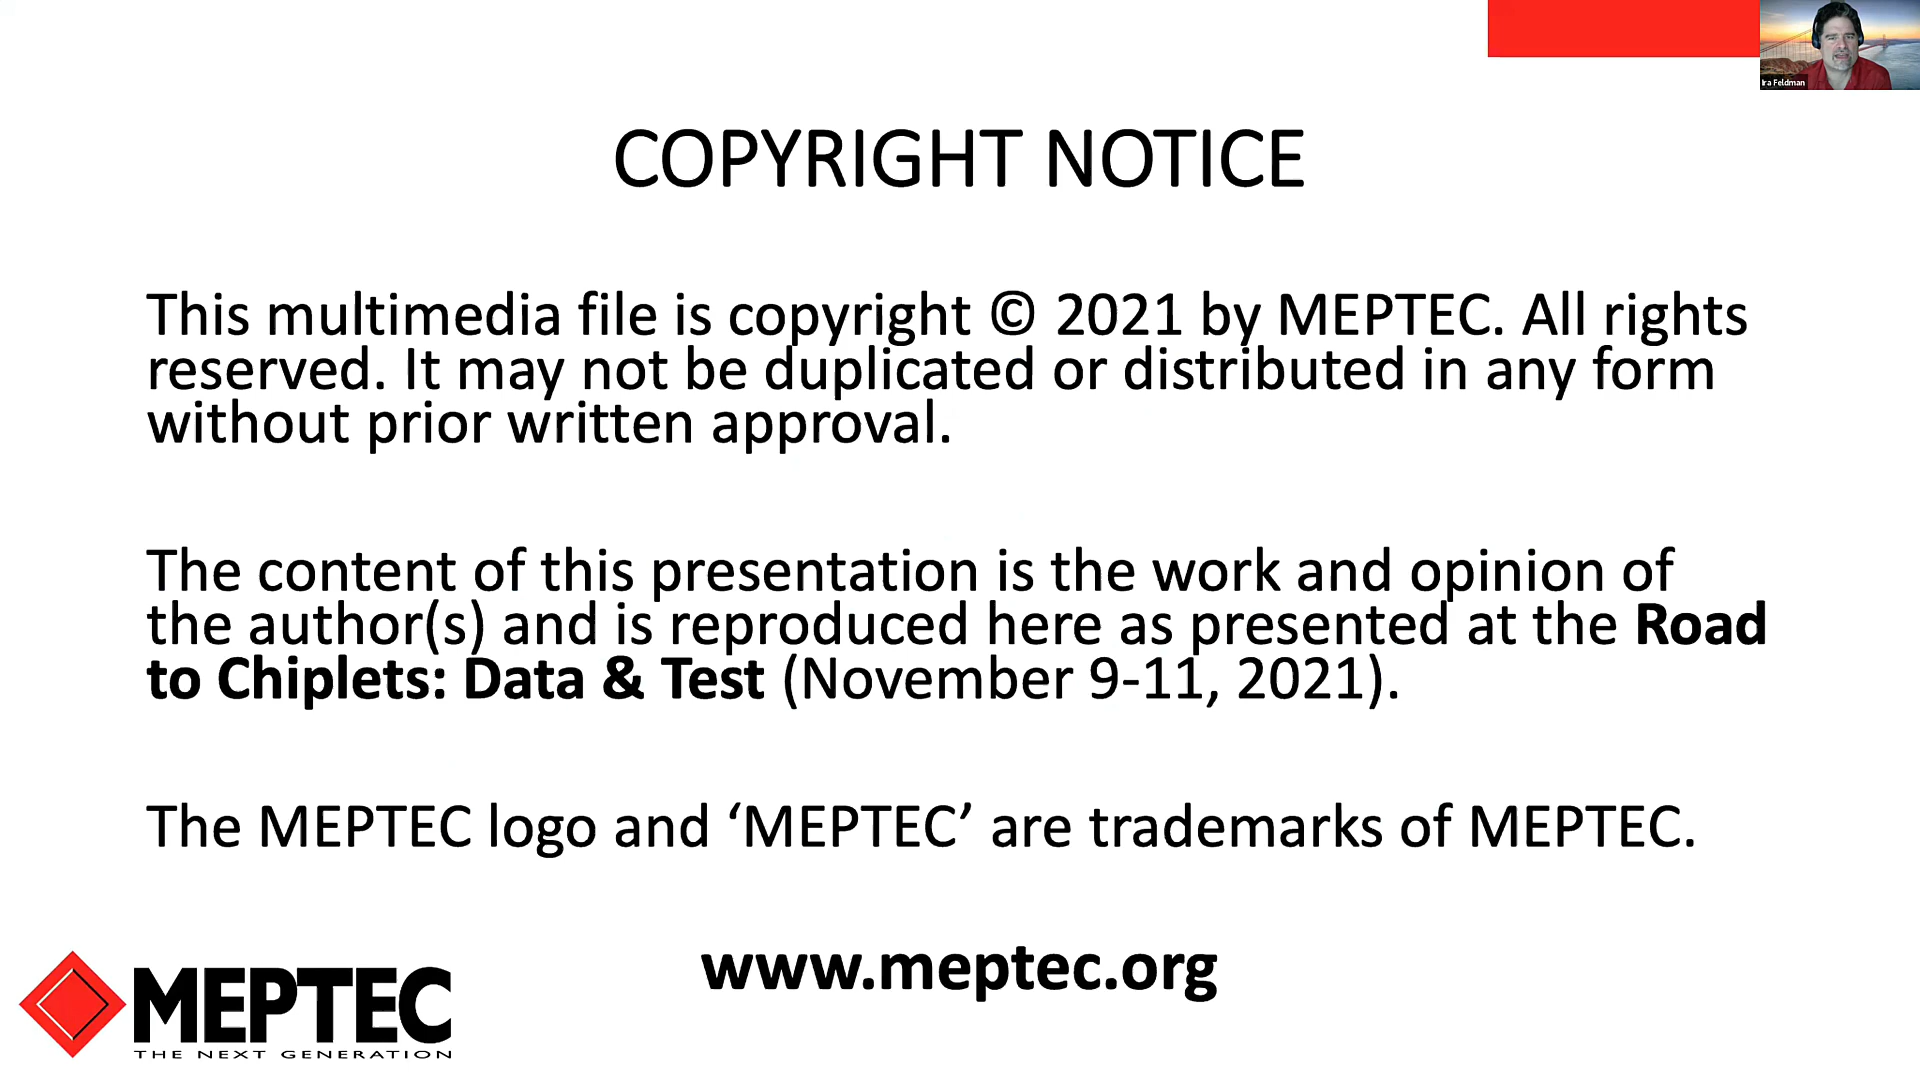 Ira Feldman
COPYRIGHT NOTICE
This multimedia file is copyright © 2021 by MEPTEC. All rights
reserved. It may not be duplicated or distributed in any form
without prior written approval.
The content of this presentation is the work and opinion of
the author(s) and is reproduced here as presented at the Road
to Chiplets: Data & Test (November 9-11, 2021).
The MEPTEC logo and ‘MEPTEC’ are trademarks of MEPTEC.
www.meptec.org
MEPTEC
THE NEXT GENERATION